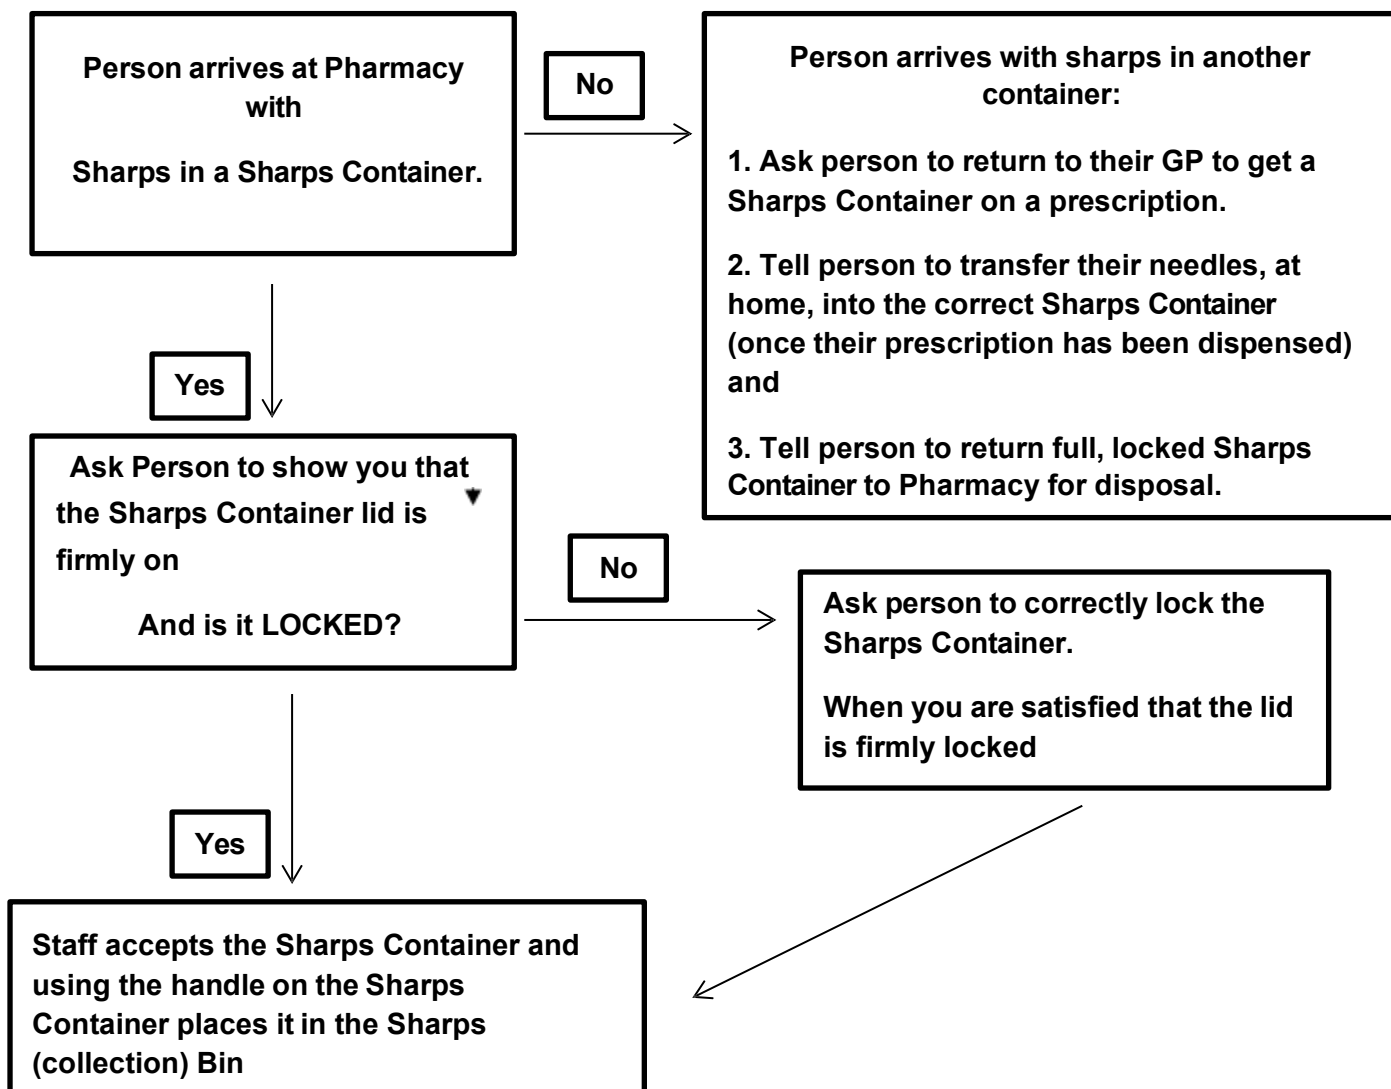 Person arrives at Pharmacy
with
Sharps in a Sharps Container.
No
Person arrives with sharps in another
container:
1. Ask person to return to their GP to get a
Sharps Container on a prescription.
2. Tell person to transfer their needles, at
home, into the correct Sharps Container
(once their prescription has been dispensed)
and
3. Tell person to return full, locked Sharps
Container to Pharmacy for disposal.
Yes
Ask Person to show you that
the Sharps Container lid is
firmly on
And is it LOCKED?
No
Ask person to correctly lock the
Sharps Container.
When you are satisfied that the lid
is firmly locked
Yes
Staff accepts the Sharps Container and
using the handle on the Sharps
Container places it in the Sharps
(collection) Bin